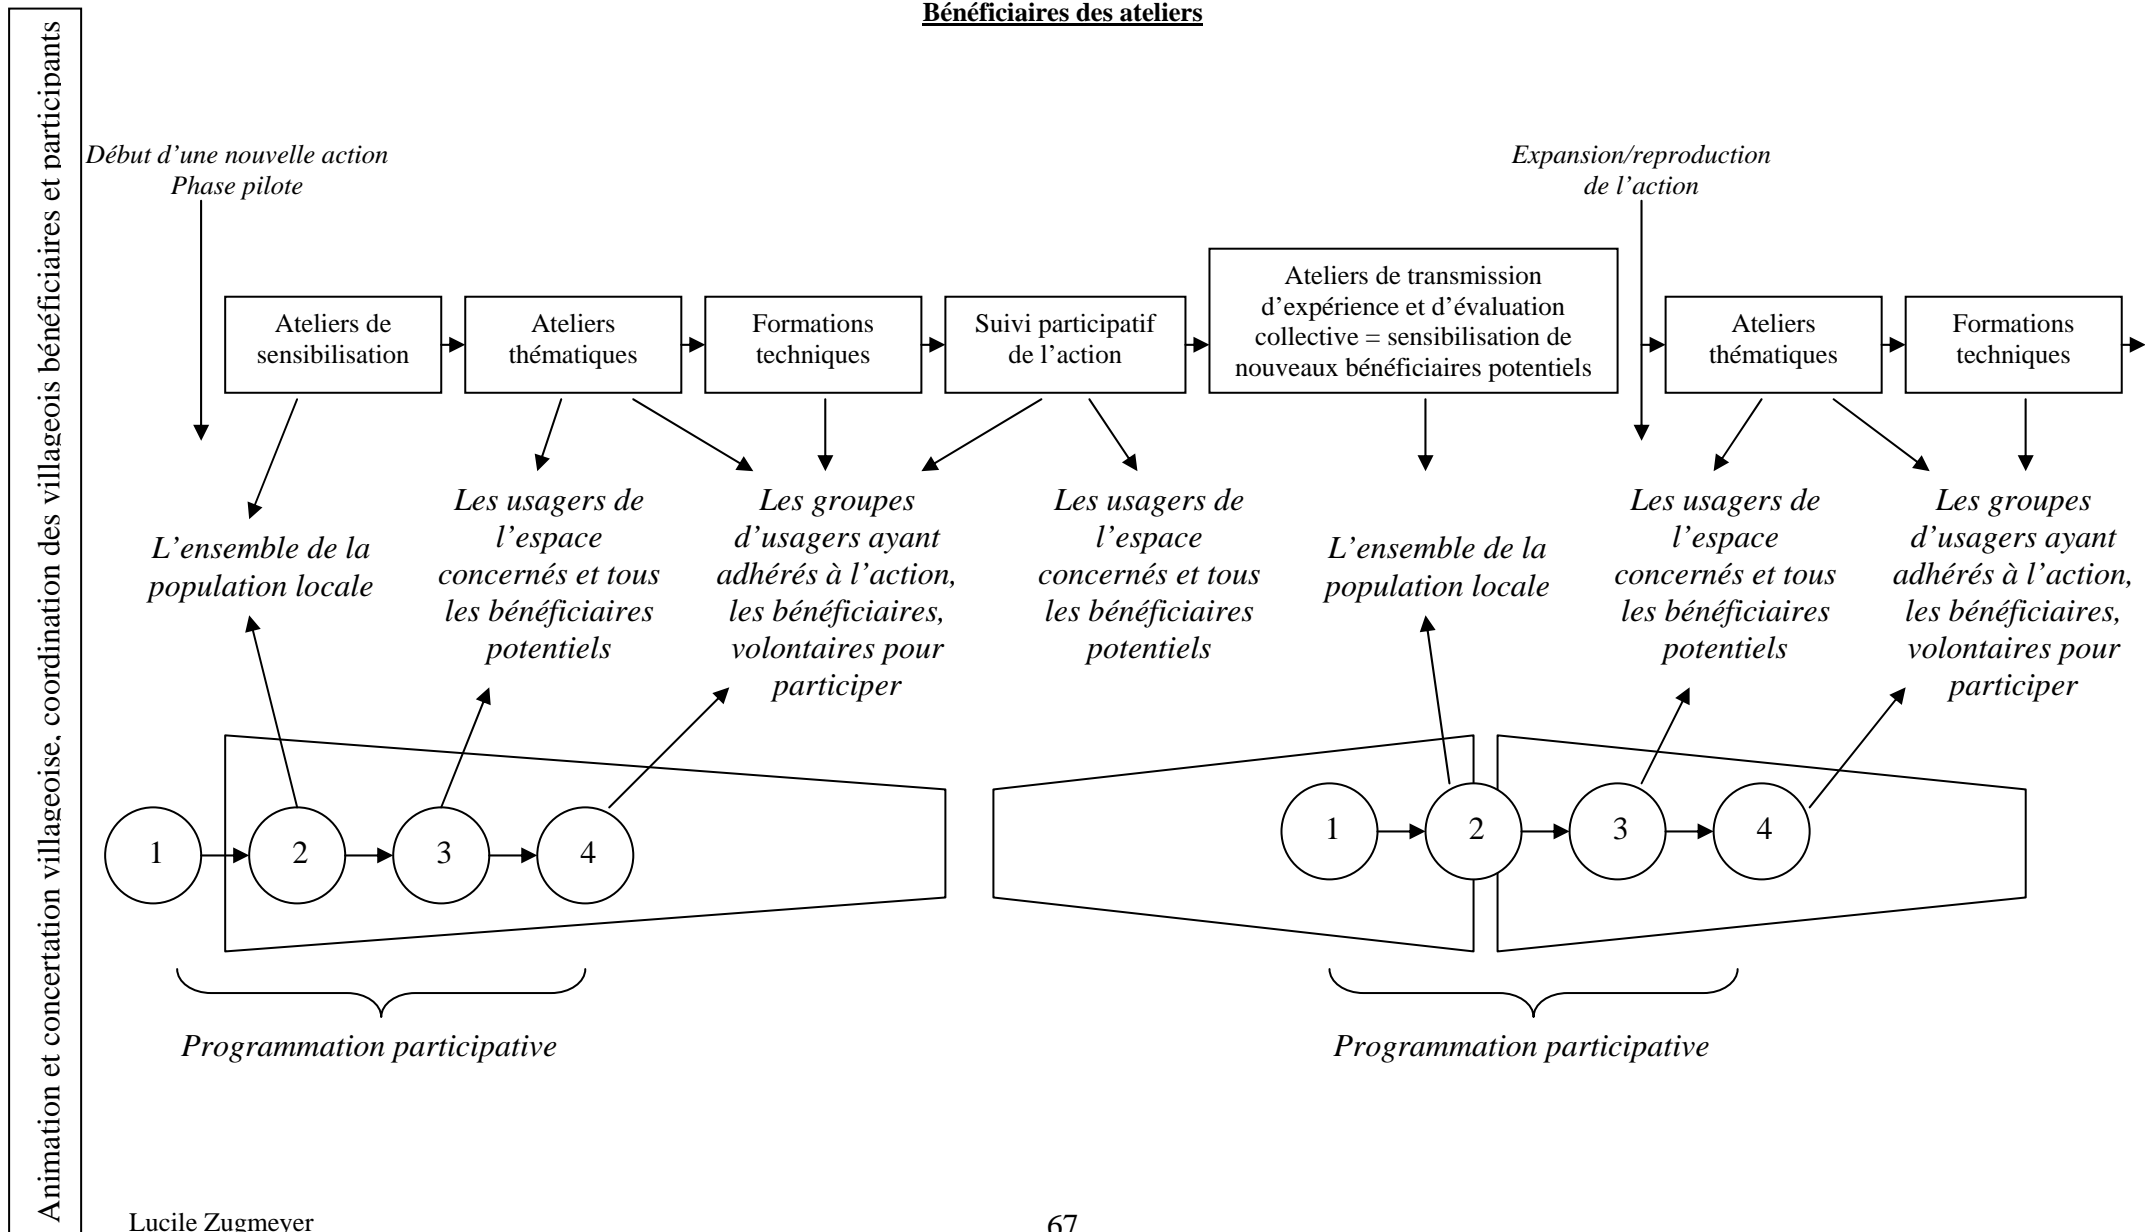 Bénéficiaires des ateliers
Animation et concertation villageoise, coordination des villageois bénéficiaires et participants
Début d’une nouvelle action
Phase pilote
Expansion/reproduction
de l’action
Ateliers de
sensibilisation
Ateliers
thématiques
Formations
techniques
Suivi participatif
de l’action
Ateliers de transmission
d’expérience et d’évaluation
collective = sensibilisation de
nouveaux bénéficiaires potentiels
Ateliers
thématiques
Formations
techniques
L’ensemble de la
population locale
Les usagers de
l’espace
concernés et tous
les bénéficiaires
potentiels
Les groupes
d’usagers ayant
adhérés à l’action,
les bénéficiaires,
volontaires pour
participer
Les usagers de
l’espace
concernés et tous
les bénéficiaires
potentiels
L’ensemble de la
population locale
Les usagers de
l’espace
concernés et tous
les bénéficiaires
potentiels
Les groupes
d’usagers ayant
adhérés à l’action,
les bénéficiaires,
volontaires pour
participer
1
2
3
4
1
2
3
4
Programmation participative
Programmation participative
Lucile Zugmeyer
67